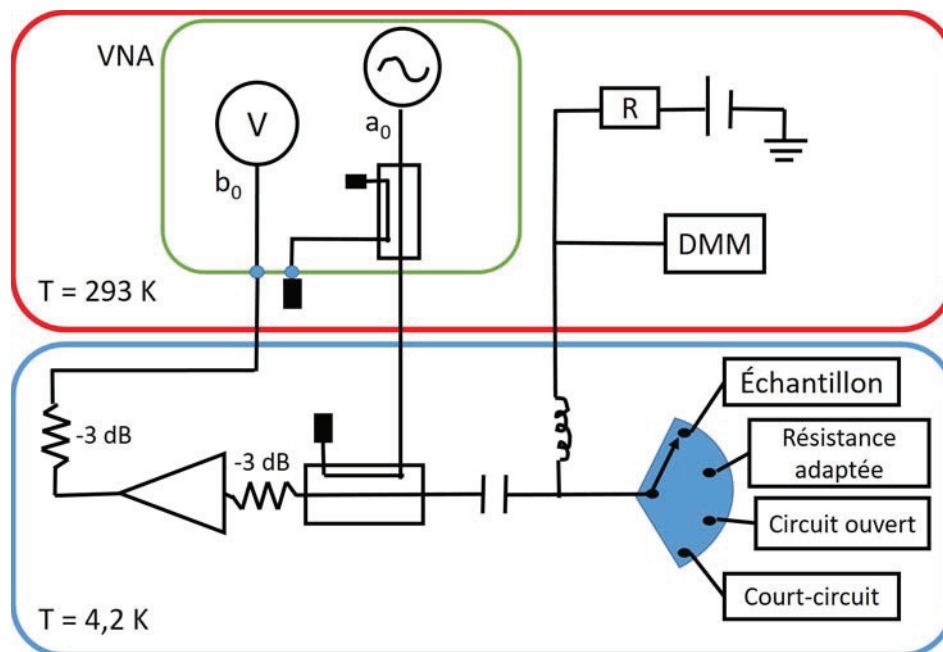 VNA
V
a0
b0
R
DMM
T = 293 K
-3 dB
-3 dB
Échantillon
Résistance
adaptée
Circuit ouvert
Court-circuit
T = 4,2 K